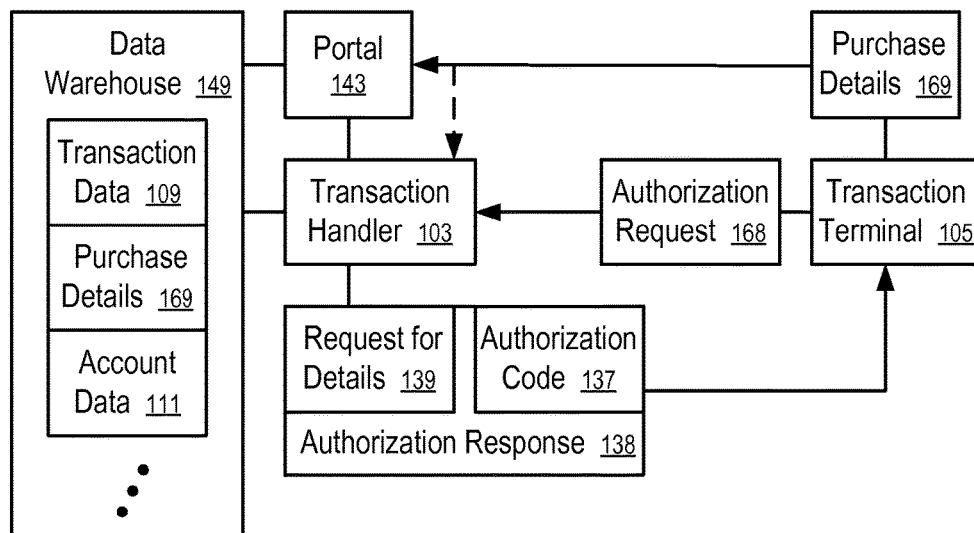 Data
Warehouse 149
Transaction
Data 109
Purchase
Details 169
Account
Data 111
Portal
143
Purchase
Details 169
Transaction
Handler 103
Authorization
Request 168
Transaction
Terminal 105
Request for
Details 139
Authorization
Code 137
Authorization Response 138